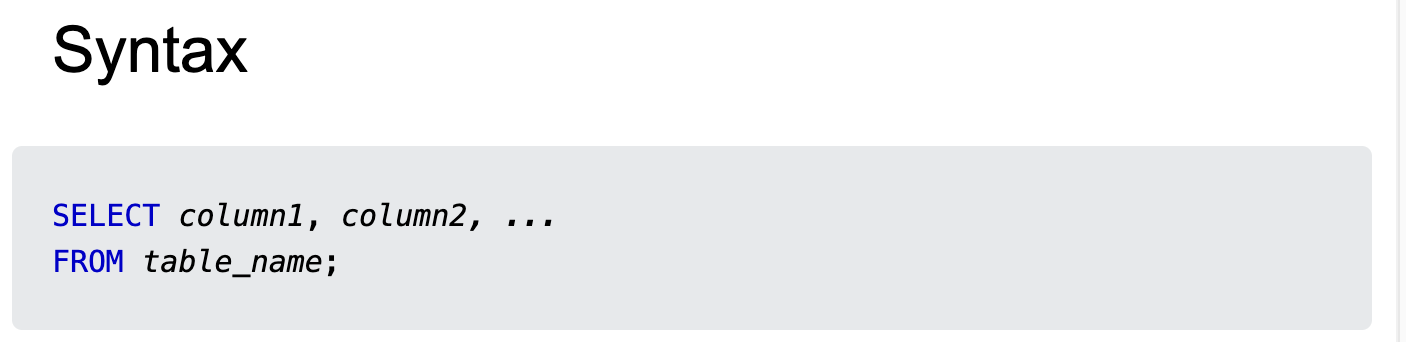 Syntax
SELECT column1, column2, ...
FROM table_name;